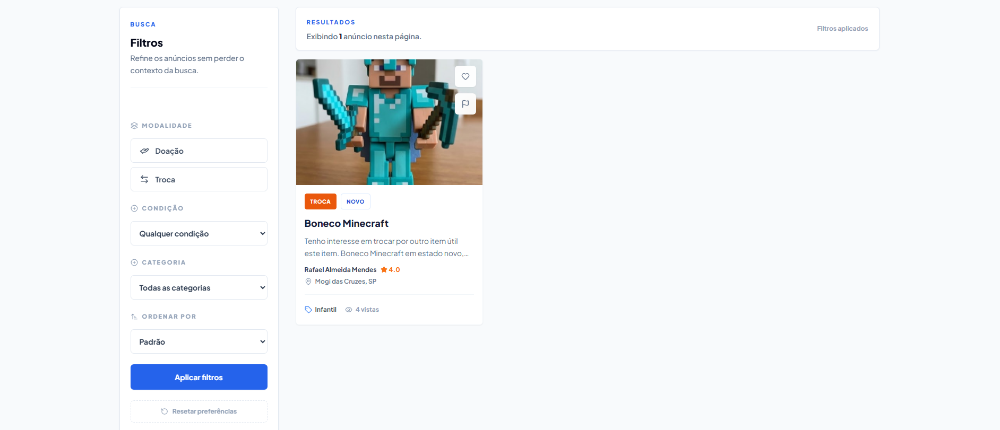 BUSCA
Filtros
Refine os anúncios sem perder o
contexto da busca.
MODALIDADE
Doação
Troca
CONDIÇÃO
Qualquer condição
CATEGORIA
Todas as categorias
ORDENAR POR
Padrão
Aplicar filtros
Resetar preferências
RESULTADOS
Exibindo 1 anúncio nesta página.
Filtros aplicados
TROCA
NOVO
Boneco Minecraft
Tenho interesse em trocar por outro item útil
este item. Boneco Minecraft em estado novo,...
Rafael Almeida Mendes 4.0
Mogi das Cruzes, SP
Infantil
4 vistas